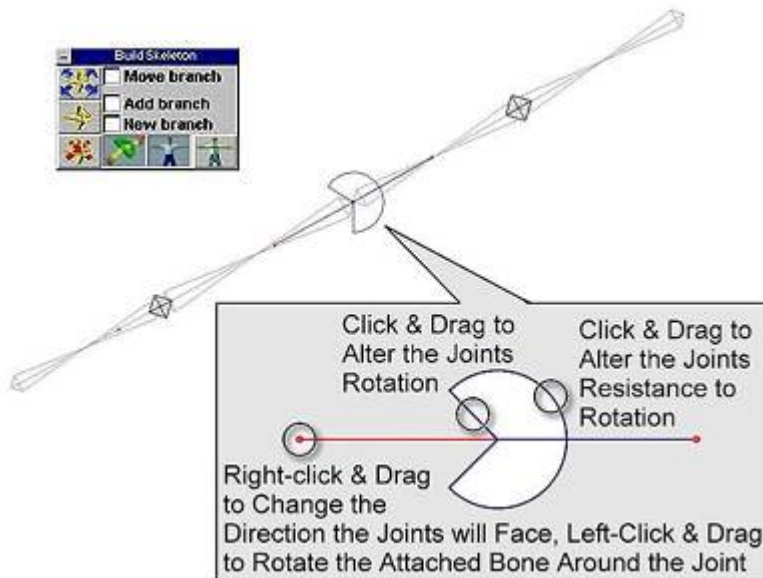 Build Skeleton
Move branch
Add branch
New branch
Click & Drag to
Alter the Joints
Rotation
Click & Drag to
Alter the Joints
Resistance to
Rotation
Right-click & Drag
to Change the
Direction the Joints will Face, Left-Click & Drag
to Rotate the Attached Bone Around the Joint